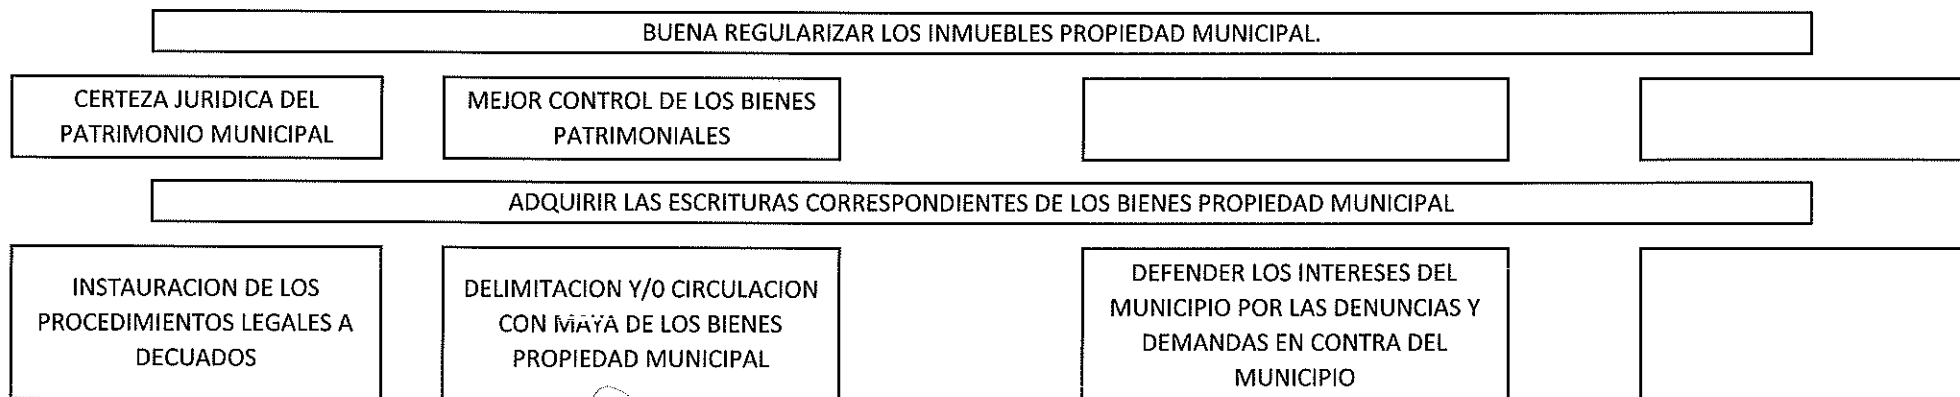 BUENA REGULARIZAR LOS INMUEBLES PROPIEDAD MUNICIPAL.
CERTEZA JURIDICA DEL
PATRIMONIO MUNICIPAL
MEJOR CONTROL DE LOS BIENES
PATRIMONIALES
ADQUIRIR LAS ESCRITURAS CORRESPONDIENTES DE LOS BIENES PROPIEDAD MUNICIPAL
INSTAURACION DE LOS
PROCEDIMIENTOS LEGALES A
DECUADOS
DELIMITACION Y/0 CIRCULACION
CON MAYA DE LOS BIENES
PROPIEDAD MUNICIPAL
DEFENDER LOS INTERESES DEL
MUNICIPIO POR LAS DENUNCIAS Y
DEMANDAS EN CONTRA DEL
MUNICIPIO